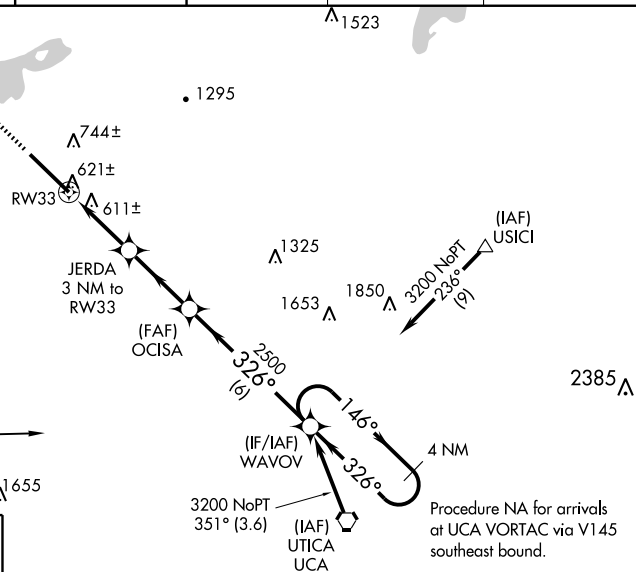 1523
1295
744±
621±
RW33
611±
(IAF)
USICI
JERDA
3 NM to
RW33
1325
3200 NoPT
236°
(9)
1850
1653
(FAF)
OCISA
2500
326°
(6)
2385
146°
4 NM
(IF/IAF)
WAVOV
326°
1655
3200 NoPT
351° (3.6)
(IAF)
UTICA
UCA
Procedure NA for arrivals
at UCA VORTAC via V145
southeast bound.